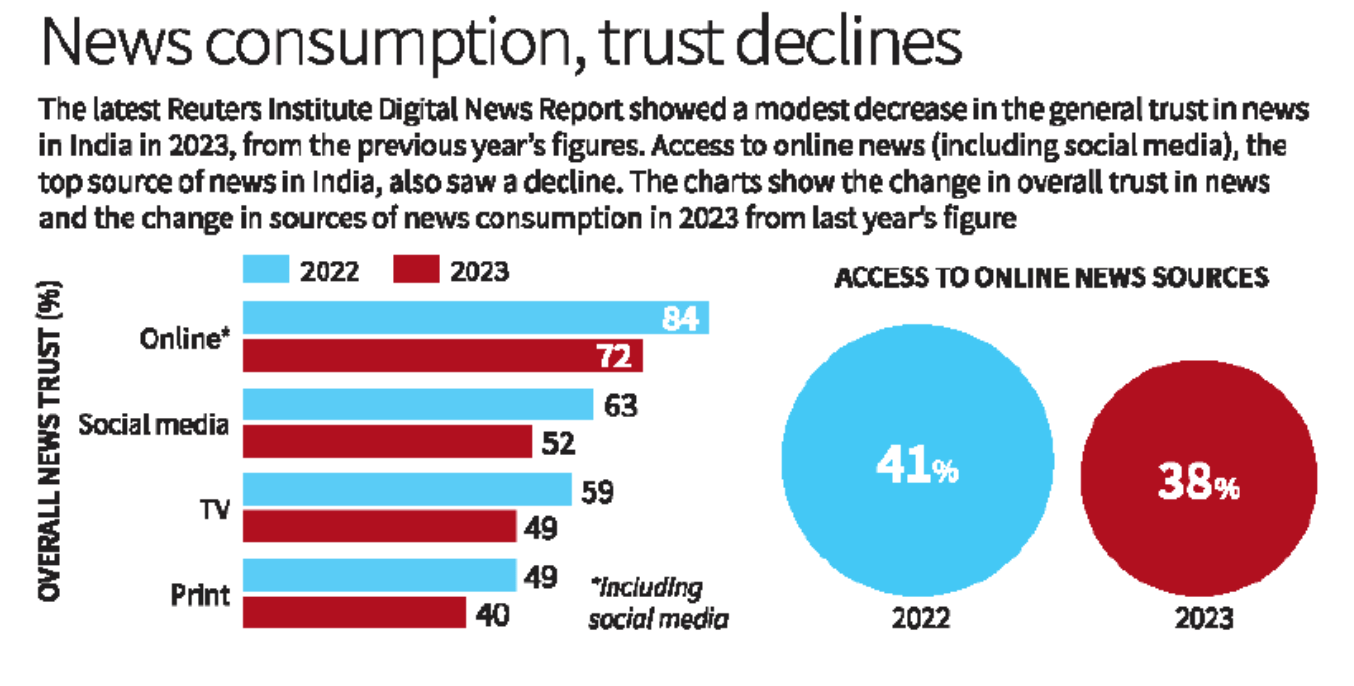 News consumption, trust declines
The latest Reuters Institute Digital News Report showed a modest decrease in the general trust in news
in India in 2023, from the previous year's figures. Access to online news (including social media), the
top source of news in India, also saw a decline. The charts show the change in overall trust in news
and the change in sources of news consumption in 2023 from last year's figure
2022
2023
OVERALL NEWS TRUST (%)
Online*
84
72
Social media
63
52
TV
59
49
Print
49
40
*Including
social media
ACCESS TO ONLINE NEWS SOURCES
41%
38%
2022
2023